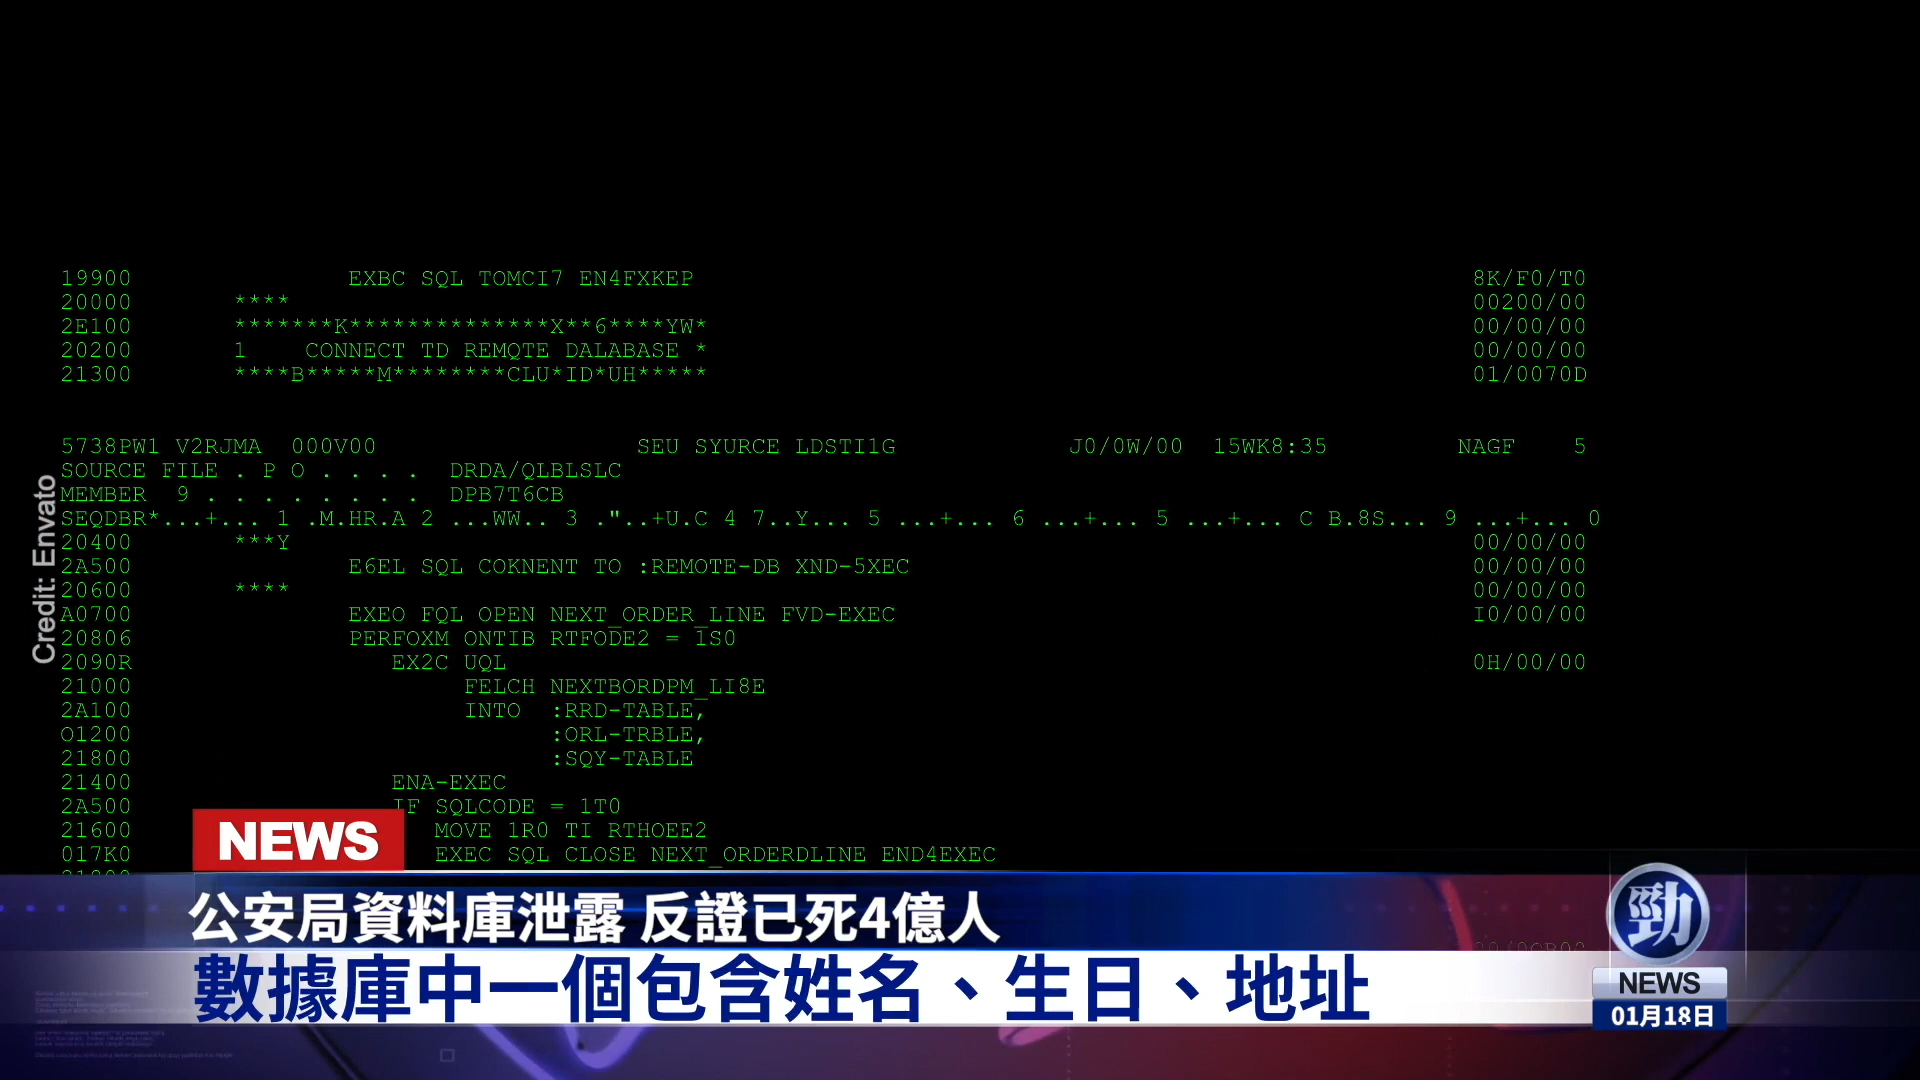 19900 EXBC SQL TOMCI7 EN4FXKEP 8K/F0/T0
20000 **** 00200/00
2E100 *******K**************X**6****YW* 00/00/00
20200 1 CONNECT TD REMQTE DALABASE * 00/00/00
21300 ****B*****M********CLU*ID*UH***** 01/0070D
5738PW1 V2RJMA 000V00 SEU SYURCE LDSTI1G J0/0W/00 15WK8:35 NAGF 5
SOURCE FILE . P O . . . . DRDA/QLBLSLC
MEMBER 9 . . . . . . . . DPB7T6CB
SEQDBR*...+... 1 .M.HR.A 2 ...WW.. 3 ."..+U.C 4 7..Y... 5 ...+... 6 ...+... 5 ...+... C B.8S... 9 ...+... 0
20400 ***Y 00/00/00
2A500 E6EL SQL COKNENT TO :REMOTE-DB XND-5XEC 00/00/00
20600 **** 00/00/00
A0700 EXEO FQL OPEN NEXT_ORDER_LINE FVD-EXEC I0/00/00
20806 PERFOXM ONTIB RTFODE2 = 1S0
2090R EX2C UQL 0H/00/00
21000 FELCH NEXTBORDPM_LI8E
2A100 INTO :RRD-TABLE,
O1200 :ORL-TRBLE,
21800 :SQY-TABLE
21400 ENA-EXEC
2A500 IF SQLCODE = 1T0
21600 MOVE 1R0 TI RTHOEE2
017K0 EXEC SQL CLOSE NEXT_ORDERDLINE END4EXEC
Credit: Envato
NEWS
公安局資料庫泄露 反證已死4億人
數據庫中一個包含姓名、生日、地址
勁
NEWS
01月18日